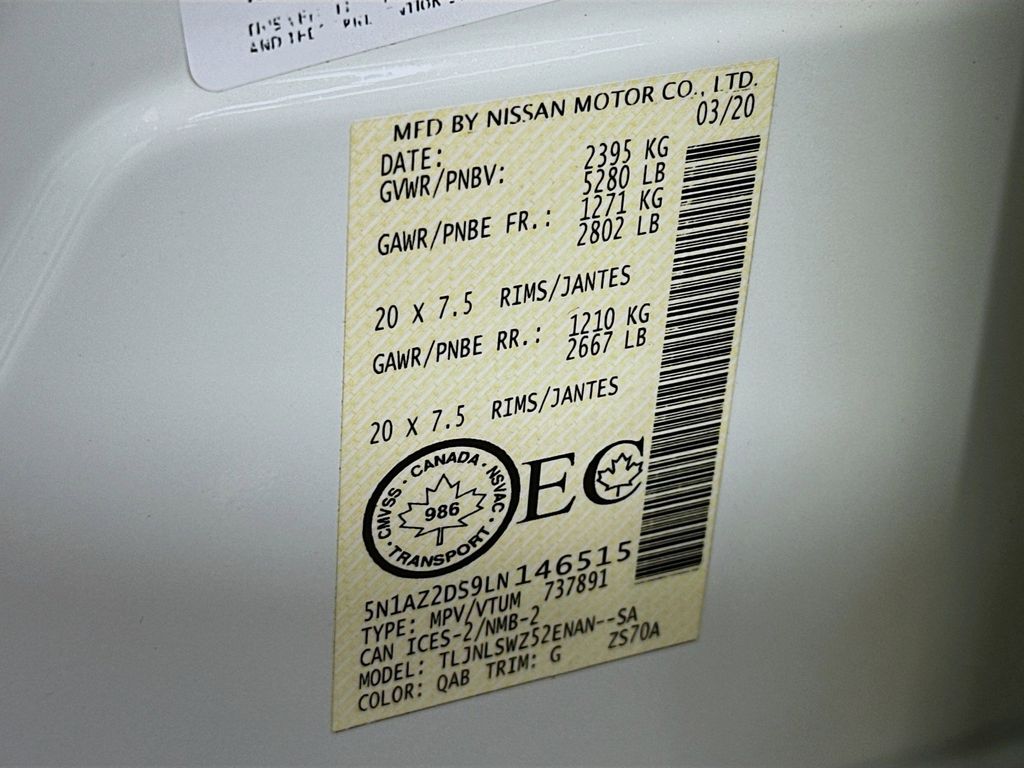 AND THE
MFD BY NISSAN MOTOR CO., LTD.
DATE: 03/20
GVWR/PNBV: 2395 KG
5280 LB
GAWR/PNBE FR.: 1271 KG
2802 LB
20 X 7.5 RIMS/JANTES
GAWR/PNBE RR.: 1210 KG
2667 LB
20 X 7.5 RIMS/JANTES
CMVSS · CANADA · NSVAC
986
· TRANSPORT ·
EC
5N1AZ2DS9LN146515
TYPE: MPV/VTUM 737891
CAN ICES-2/NMB-2
MODEL: TLJNLSWZ52ENAN--SA
COLOR: QAB TRIM: G ZS70A